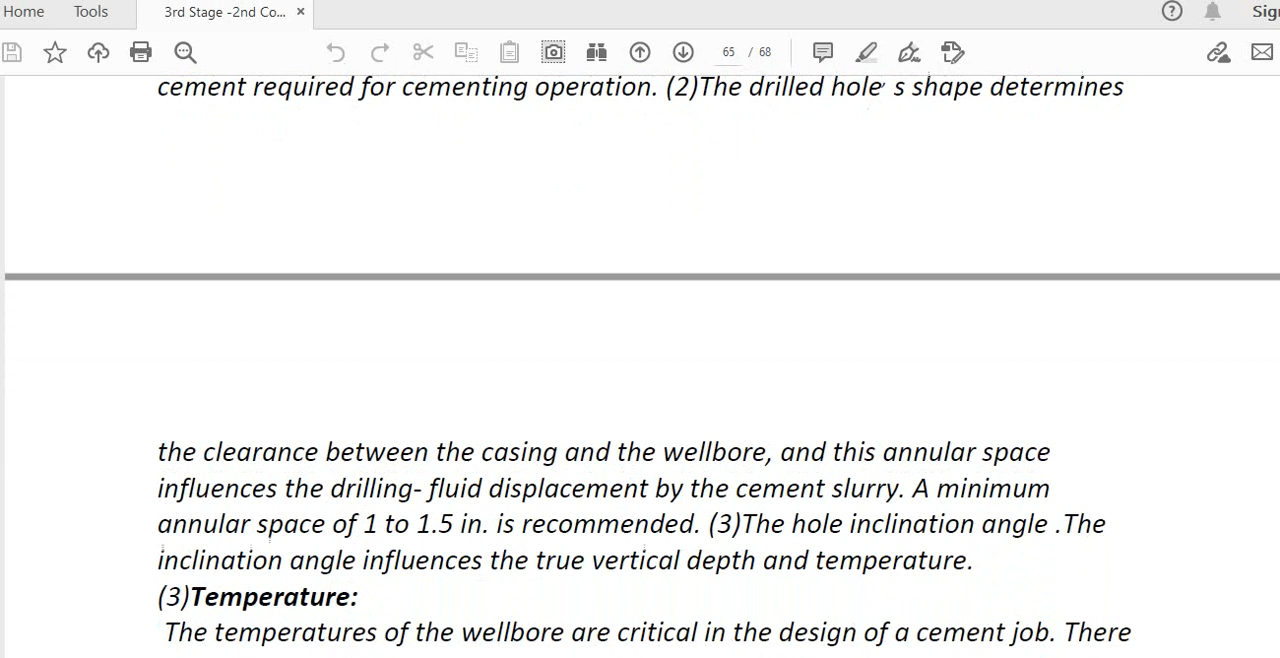 Home Tools 3rd Stage -2nd Co... × ? Sig
65 / 68
cement required for cementing operation. (2)The drilled hole’ s shape determines
the clearance between the casing and the wellbore, and this annular space
influences the drilling- fluid displacement by the cement slurry. A minimum
annular space of 1 to 1.5 in. is recommended. (3)The hole inclination angle .The
inclination angle influences the true vertical depth and temperature.
(3)Temperature:
The temperatures of the wellbore are critical in the design of a cement job. There